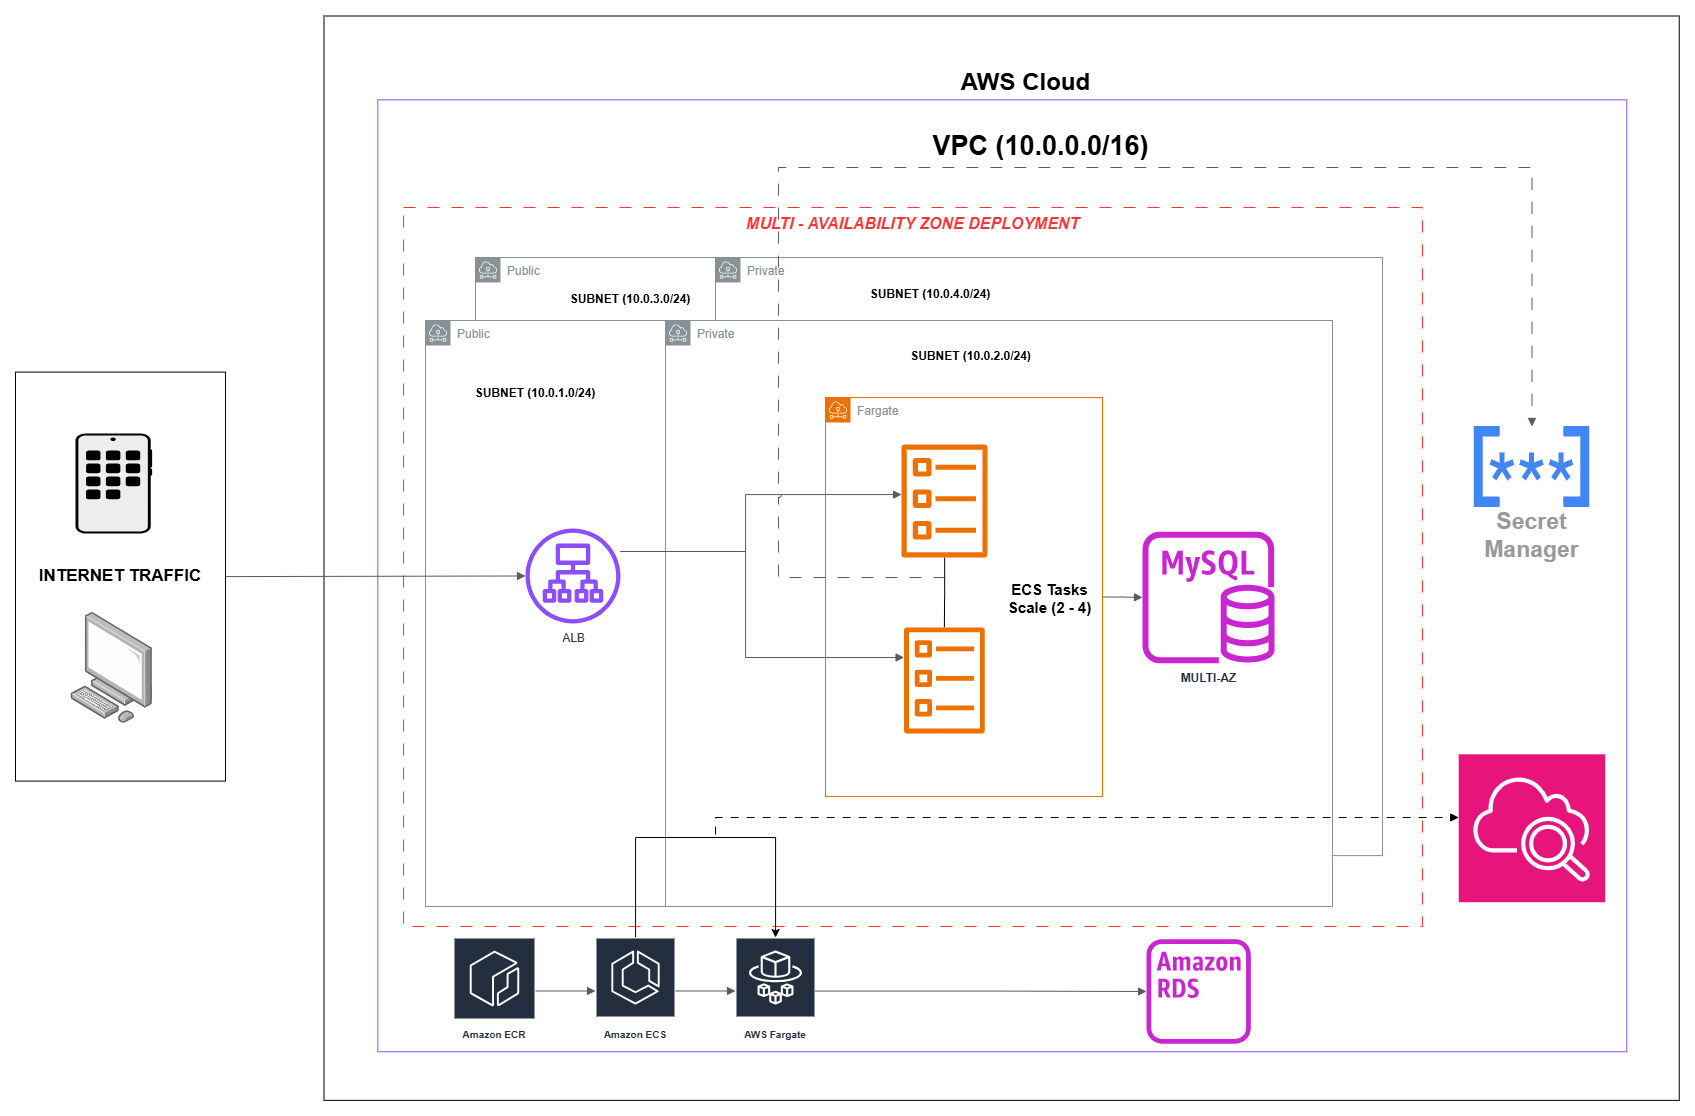 AWS Cloud
VPC (10.0.0.0/16)
MULTI - AVAILABILITY ZONE DEPLOYMENT
Public
Private
SUBNET (10.0.3.0/24)
SUBNET (10.0.4.0/24)
Public
Private
SUBNET (10.0.2.0/24)
SUBNET (10.0.1.0/24)
Fargate
[***]
Secret
Manager
INTERNET TRAFFIC
ALB
ECS Tasks
Scale (2 - 4)
MySQL
MULTI-AZ
Amazon
RDS
Amazon ECR
Amazon ECS
AWS Fargate